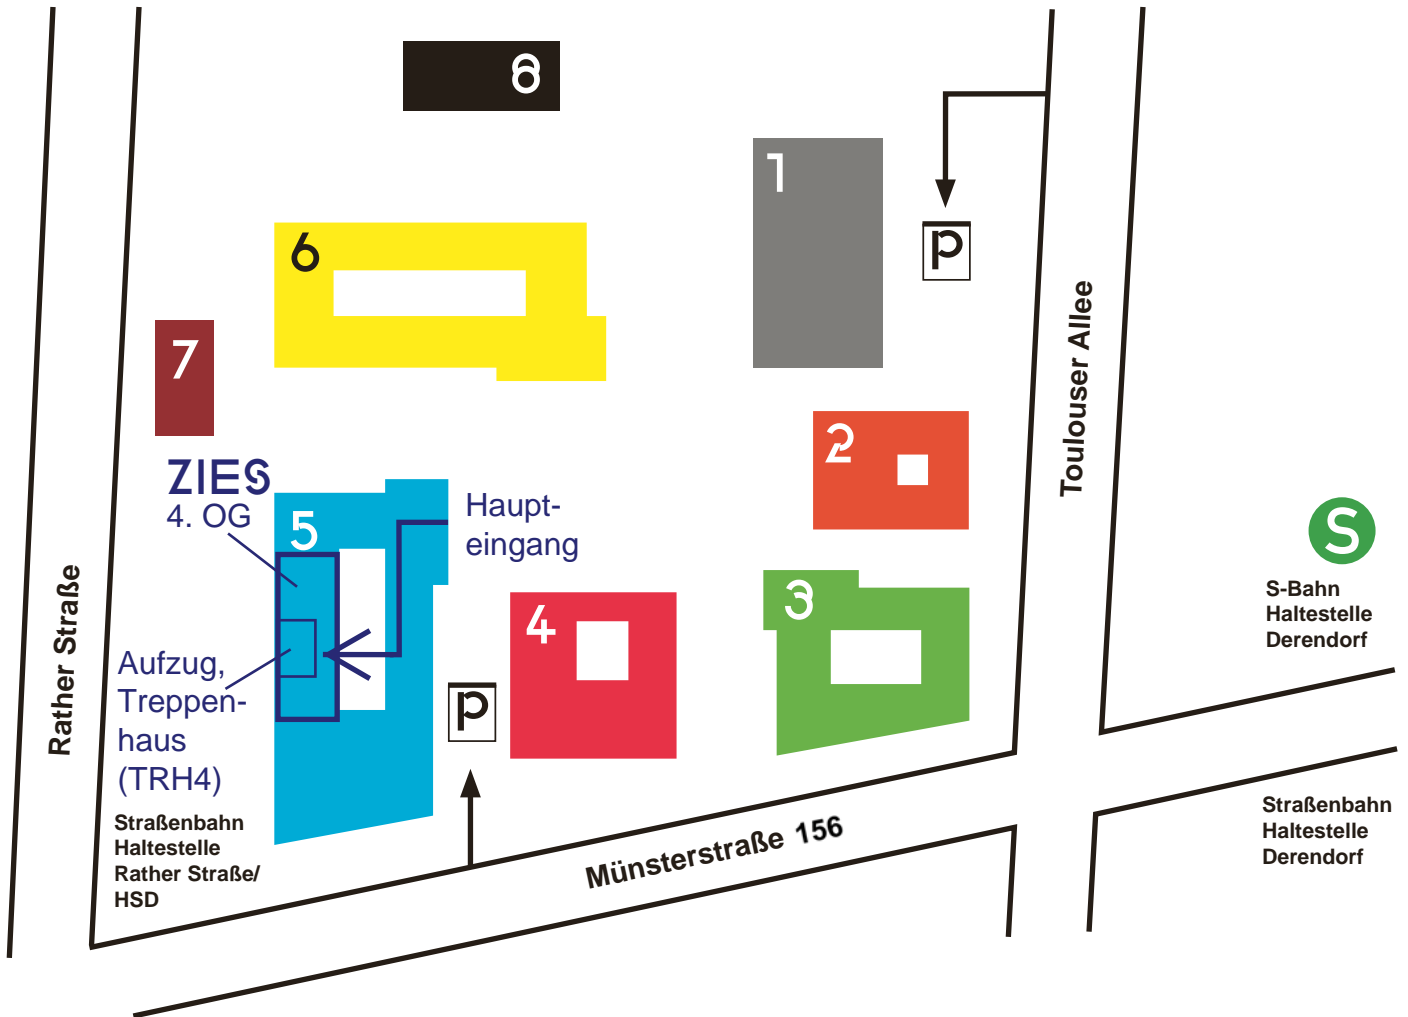 8
1
P
6
7
Toulouser Allee
2
ZIES
4. OG
5
Haupt-
eingang
S
S-Bahn
Haltestelle
Derendorf
3
4
Rather Straße
Aufzug,
Treppen-
haus
(TRH4)
P
Straßenbahn
Haltestelle
Rather Straße/
HSD
Münsterstraße 156
Straßenbahn
Haltestelle
Derendorf